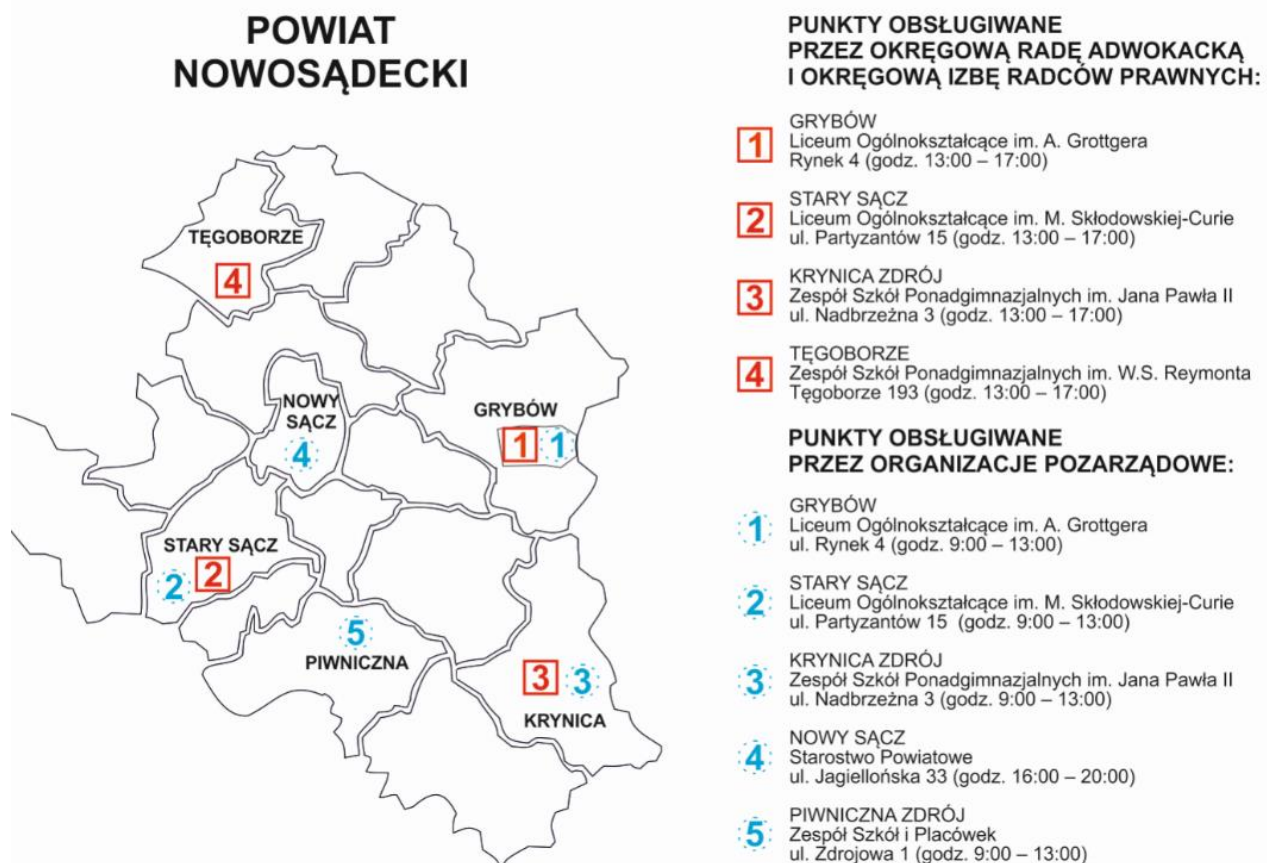 POWIAT
NOWOSĄDECKI
TĘGOBORZE
4
NOWY
SĄCZ
4
GRYBÓW
1 1
STARY SĄCZ
2 2
5
PIWNICZNA
3 3
KRYNICA
PUNKTY OBSŁUGIWANE
PRZEZ OKRĘGOWĄ RADĘ ADWOKACKĄ
I OKRĘGOWĄ IZBĘ RADCÓW PRAWNYCH:
1
GRYBÓW
Liceum Ogólnokształcące im. A. Grottgera
Rynek 4 (godz. 13:00 – 17:00)
2
STARY SĄCZ
Liceum Ogólnokształcące im. M. Skłodowskiej-Curie
ul. Partyzantów 15 (godz. 13:00 – 17:00)
3
KRYNICA ZDRÓJ
Zespół Szkół Ponadgimnazjalnych im. Jana Pawła II
ul. Nadbrzeżna 3 (godz. 13:00 – 17:00)
4
TĘGOBORZE
Zespół Szkół Ponadgimnazjalnych im. W.S. Reymonta
Tęgoborze 193 (godz. 13:00 – 17:00)
PUNKTY OBSŁUGIWANE
PRZEZ ORGANIZACJE POZARZĄDOWE:
1
GRYBÓW
Liceum Ogólnokształcące im. A. Grottgera
ul. Rynek 4 (godz. 9:00 – 13:00)
2
STARY SĄCZ
Liceum Ogólnokształcące im. M. Skłodowskiej-Curie
ul. Partyzantów 15 (godz. 9:00 – 13:00)
3
KRYNICA ZDRÓJ
Zespół Szkół Ponadgimnazjalnych im. Jana Pawła II
ul. Nadbrzeżna 3 (godz. 9:00 – 13:00)
4
NOWY SĄCZ
Starostwo Powiatowe
ul. Jagiellońska 33 (godz. 16:00 – 20:00)
5
PIWNICZNA ZDRÓJ
Zespół Szkół i Placówek
ul. Zdrojowa 1 (godz. 9:00 – 13:00)